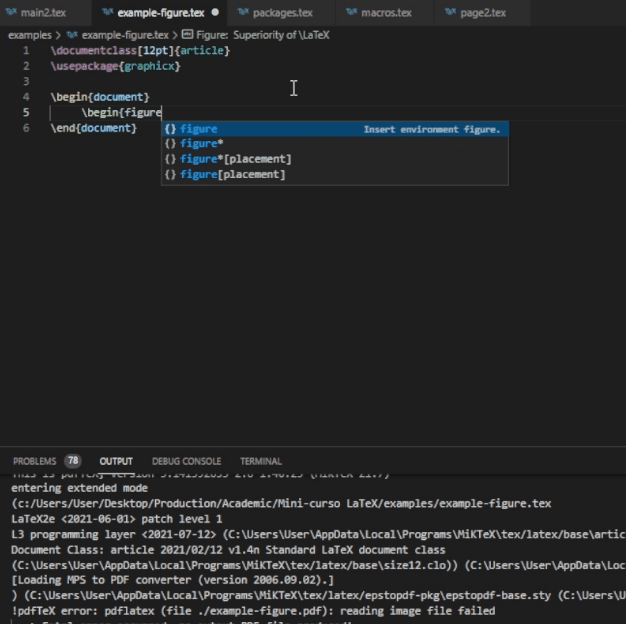 main2.tex example-figure.tex packages.tex macros.tex page2.tex
examples > example-figure.tex > Figure: Superiority of \LaTeX
1 \documentclass[12pt]{article}
2 \usepackage{graphicx}
3
4 \begin{document}
5 \begin{figure
{} figure Insert environment figure.
{} figure*
{} figure*[placement]
{} figure[placement]
6 \end{document}
PROBLEMS 78 OUTPUT DEBUG CONSOLE TERMINAL
entering extended mode
(c:/Users/User/Desktop/Production/Academic/Mini-curso LaTeX/examples/example-figure.tex
LaTeX2e <2021-06-01> patch level 1
L3 programming layer <2021-07-12> (C:\Users\User\AppData\Local\Programs\MiKTeX\tex/latex/base\artic
Document Class: article 2021/02/12 v1.4n Standard LaTeX document class
(C:\Users\User\AppData\Local\Programs\MiKTeX\tex/latex/base\size12.clo)) (C:\Users\User\AppData\Loc
[Loading MPS to PDF converter (version 2006.09.02).]
) (C:\Users\User\AppData\Local\Programs\MiKTeX\tex/latex/epstopdf-pkg\epstopdf-base.sty (C:\Users\U
!pdfTeX error: pdflatex (file ./example-figure.pdf): reading image file failed